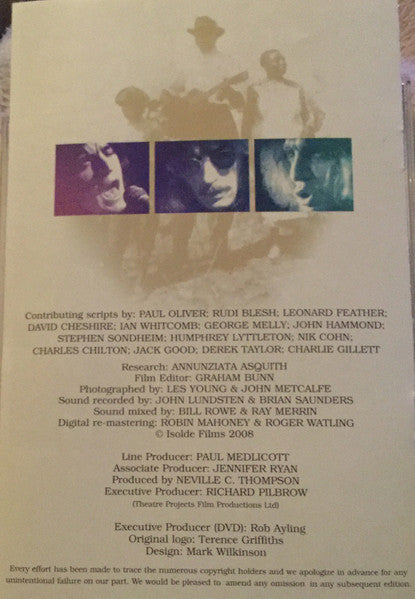 Contributing scripts by: PAUL OLIVER; RUDI BLESH; LEONARD FEATHER;
DAVID CHESHIRE; IAN WHITCOMB; GEORGE MELLY, JOHN HAMMOND;
STEPHEN SONDHEIM; HUMPHREY LYTTLETON; NIK COHN;
CHARLES CHILTON; JACK GOOD; DEREK TAYLOR; CHARLIE GILLETT
Research: ANNUNZIATA ASQUITH
Film Editor: GRAHAM BUNN
Photographed by: LES YOUNG & JOHN METCALFE
Sound recorded by: JOHN LUNDSTEN & BRIAN SAUNDERS
Sound mixed by: BILL ROWE & RAY MERRIN
Digital re-mastering: ROBIN MAHONEY & ROGER WATLING
© Isolde Films 2008
Line Producer: PAUL MEDLICOTT
Associate Producer: JENNIFER RYAN
Produced by NEVILLE C. THOMPSON
Executive Producer: RICHARD PILBROW
(Theatre Projects Film Productions Ltd)
Executive Producer (DVD): Rob Ayling
Original logo: Terence Griffiths
Design: Mark Wilkinson
Every effort has been made to trace the numerous copyright holders and we apologize in advance for any
unintentional failure on our part. We would be pleased to amend any omission in any subsequent edition.